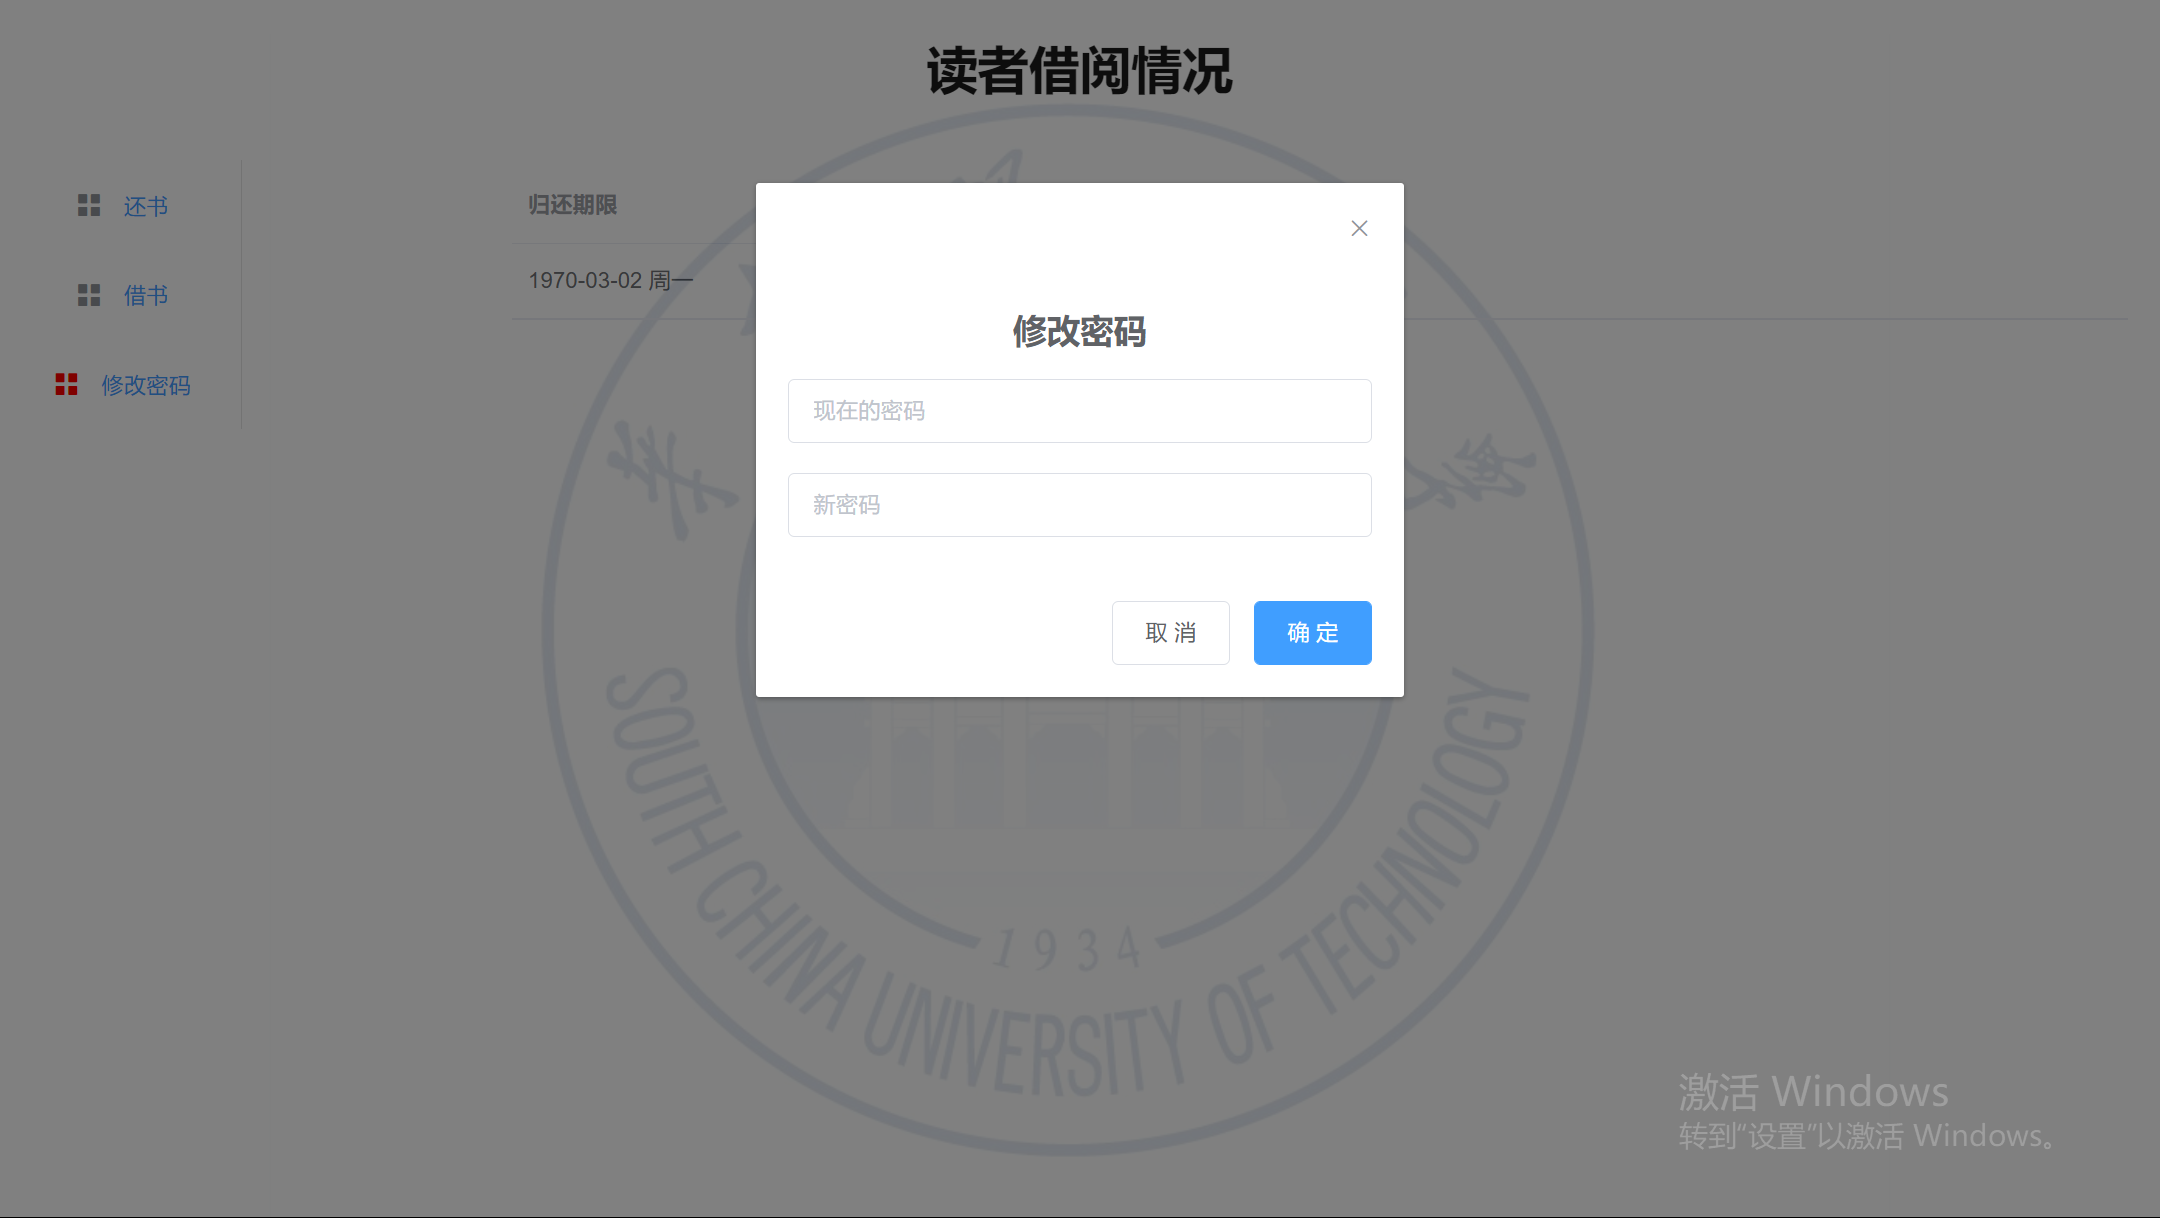 读者借阅情况
还书
借书
修改密码
归还期限
1970-03-02 周一
修改密码
现在的密码
新密码
取 消
确 定
1934
SOUTH CHINA UNIVERSITY OF TECHNOLOGY
激活 Windows
转到“设置”以激活 Windows。